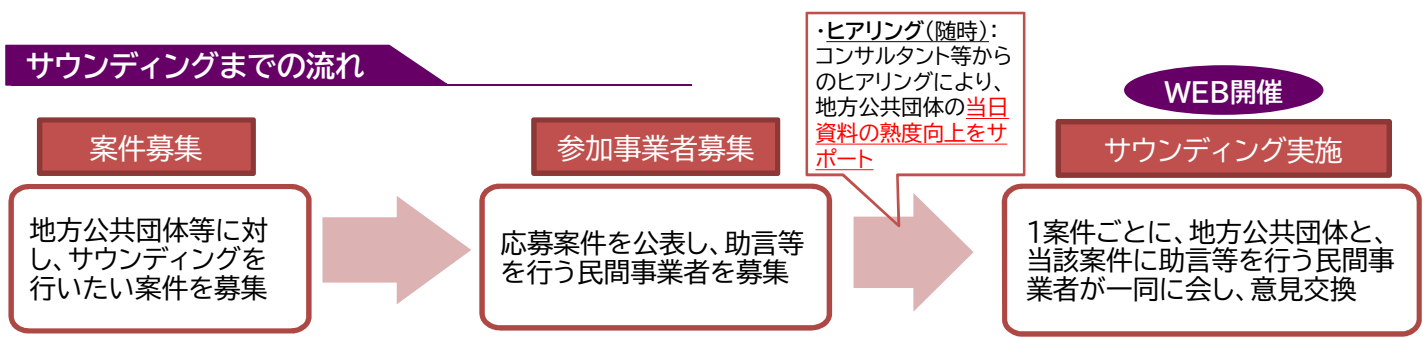 サウンディングまでの流れ
案件募集
地方公共団体等に対
し、サウンディングを
行いたい案件を募集
参加事業者募集
応募案件を公表し、助言等
を行う民間事業者を募集
・ヒアリング(随時):
コンサルタント等から
のヒアリングにより、
地方公共団体の当日
資料の熟度向上をサ
ポート
WEB開催
サウンディング実施
1案件ごとに、地方公共団体と、
当該案件に助言等を行う民間事
業者が一同に会し、意見交換